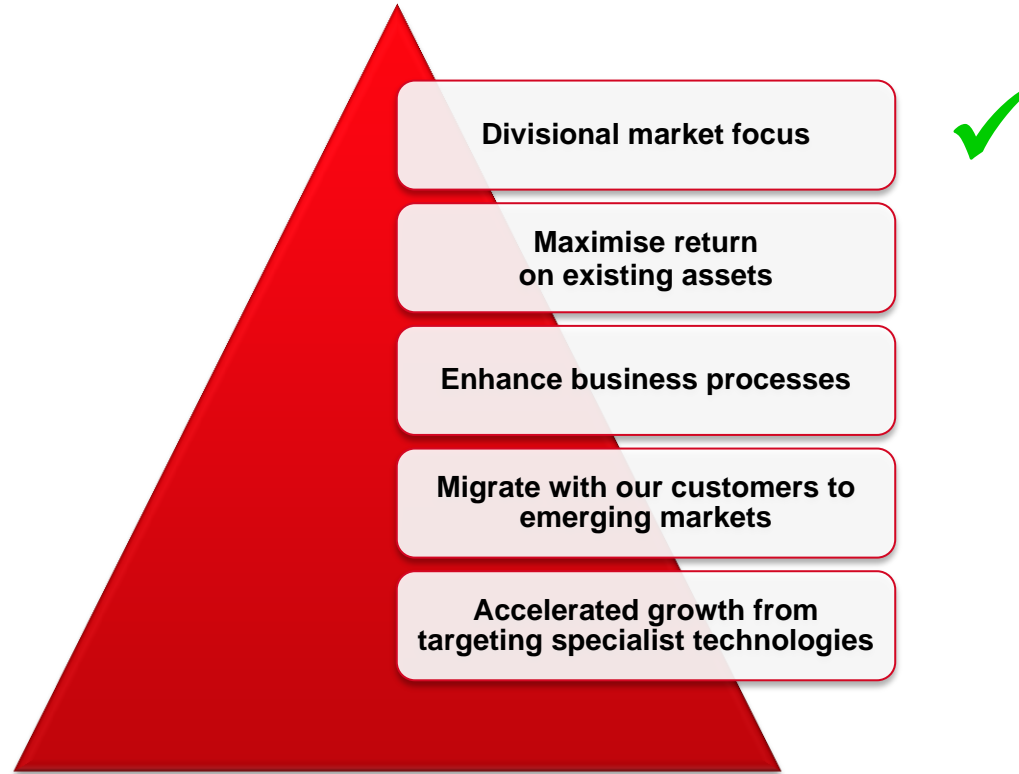 Divisional market focus
Maximise return
on existing assets
Enhance business processes
Migrate with our customers to
emerging markets
Accelerated growth from
targeting specialist technologies